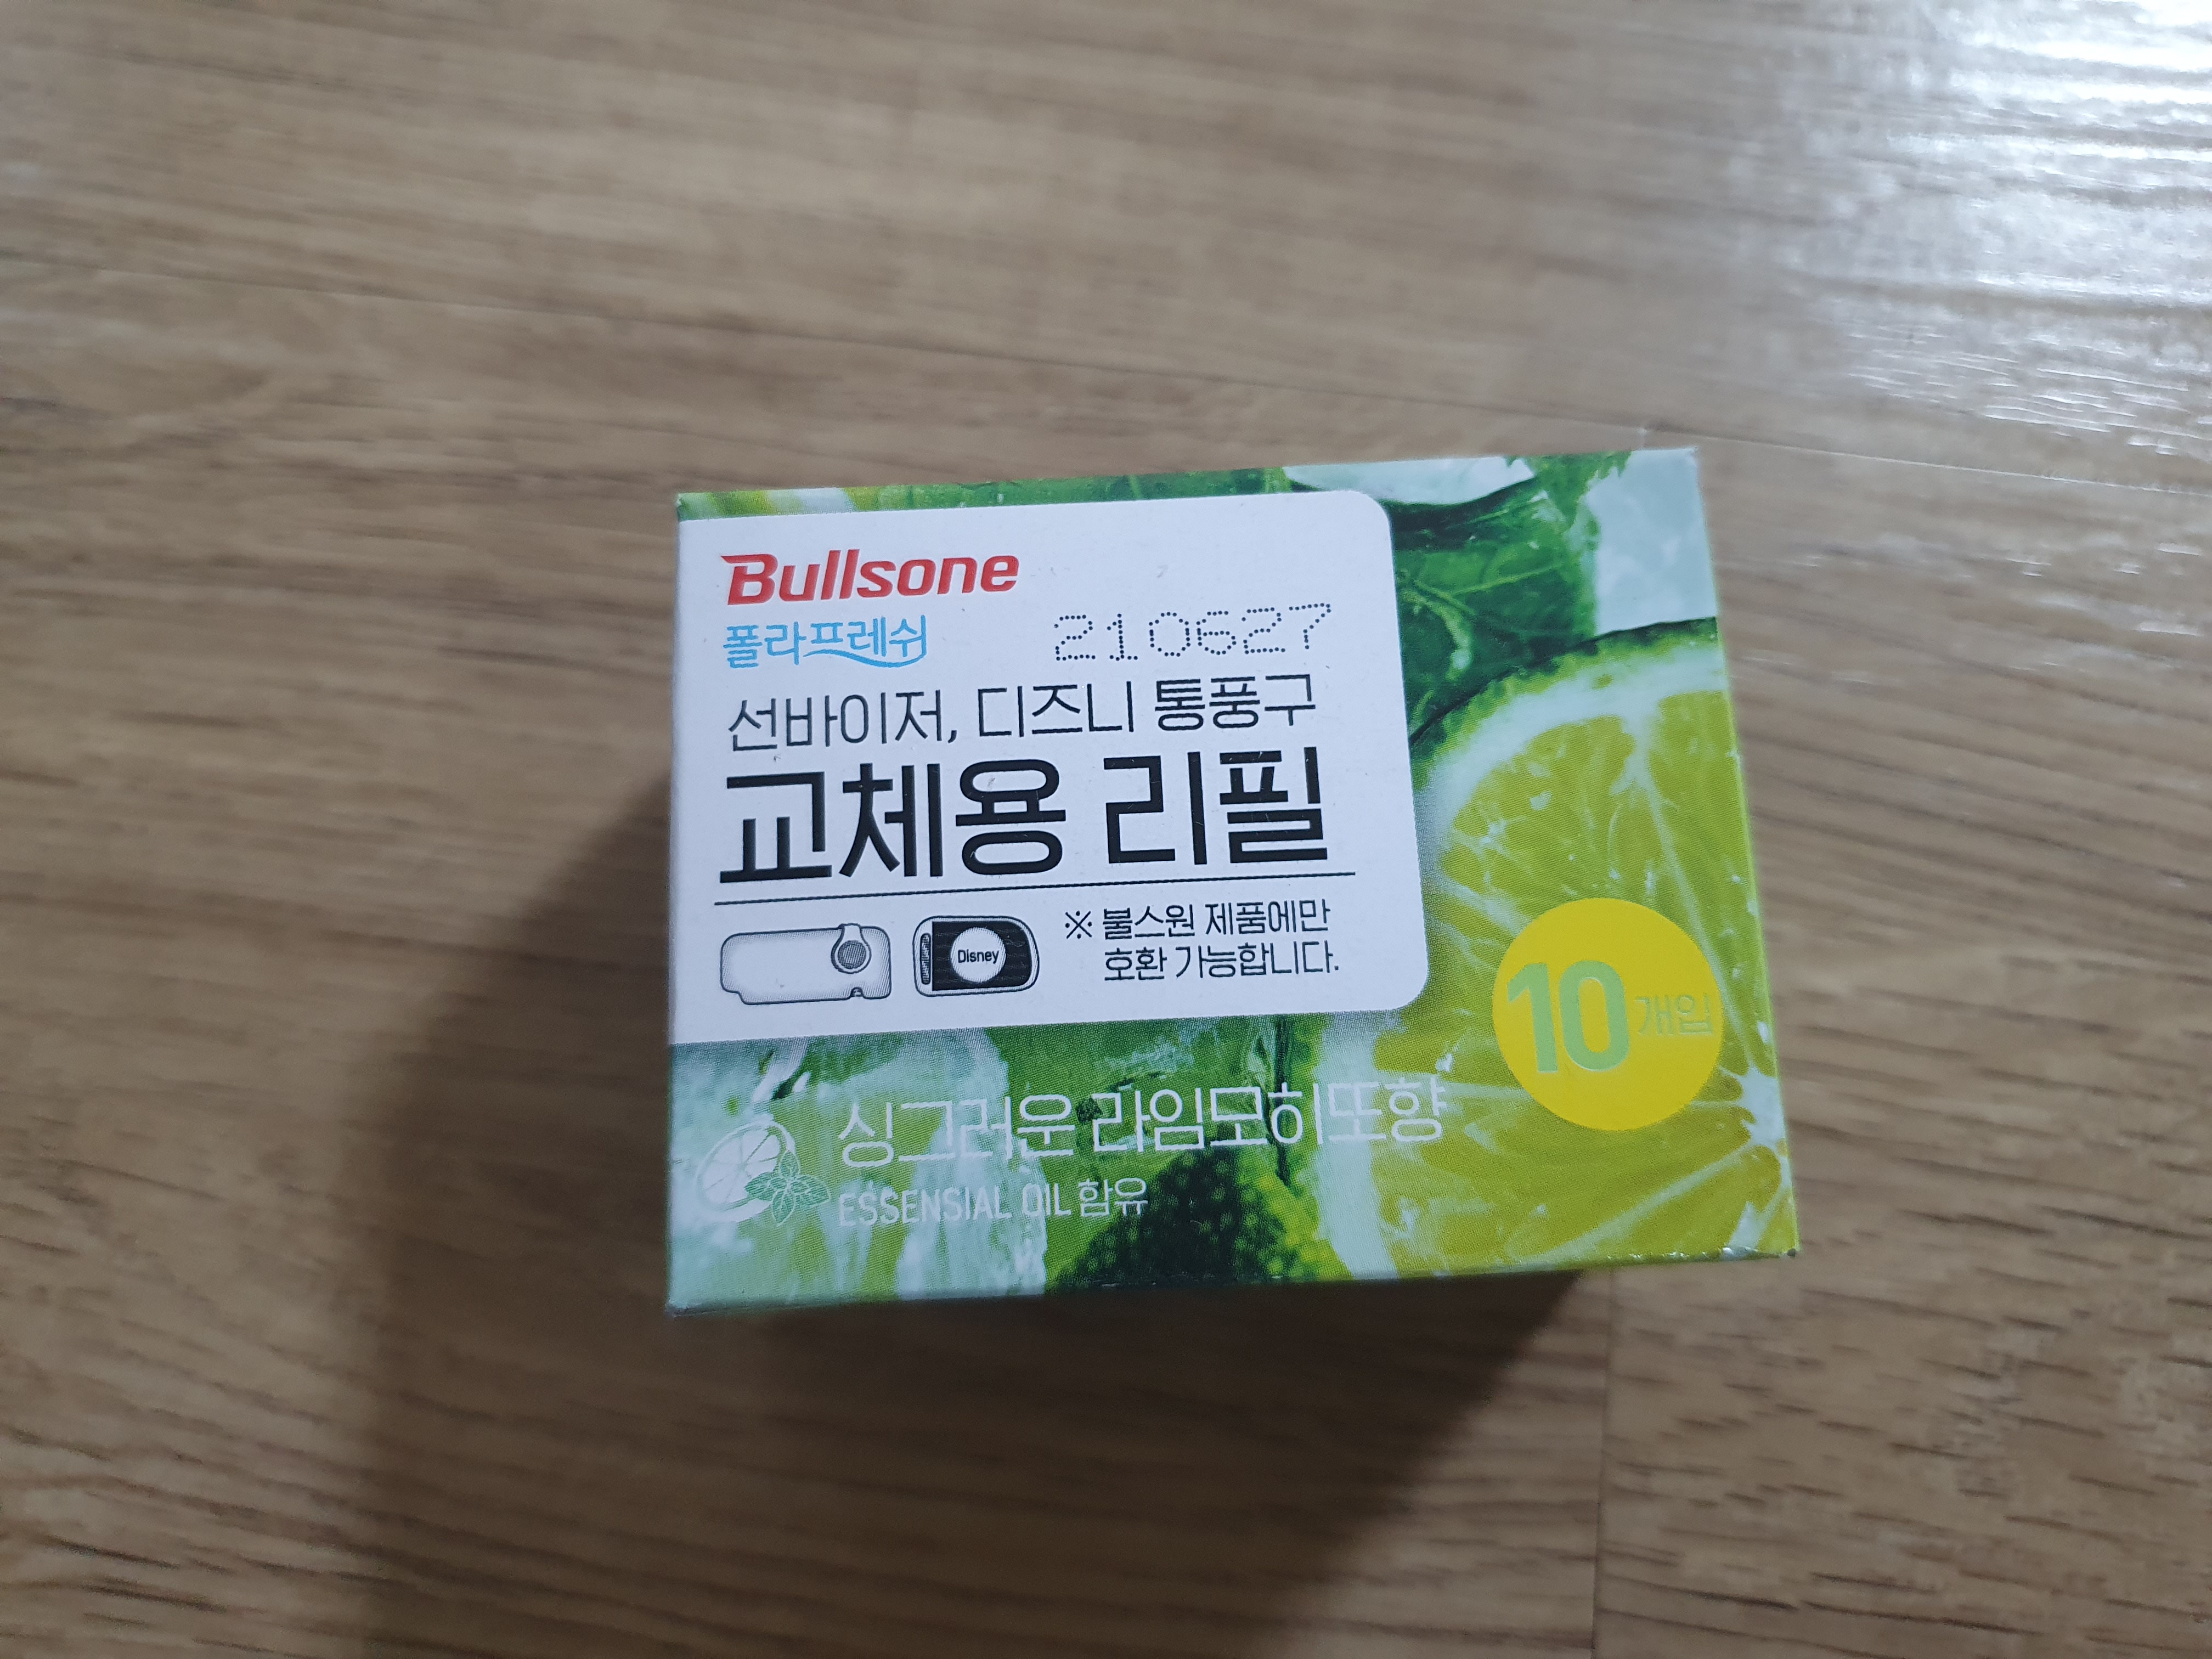 Bullsone
폴라프레쉬
210627
선바이저, 디즈니 통풍구
교체용 리필
Disney
※ 불스원 제품에만
호환 가능합니다.
10개입
싱그러운 라임모히또향
ESSENSIAL OIL 함유